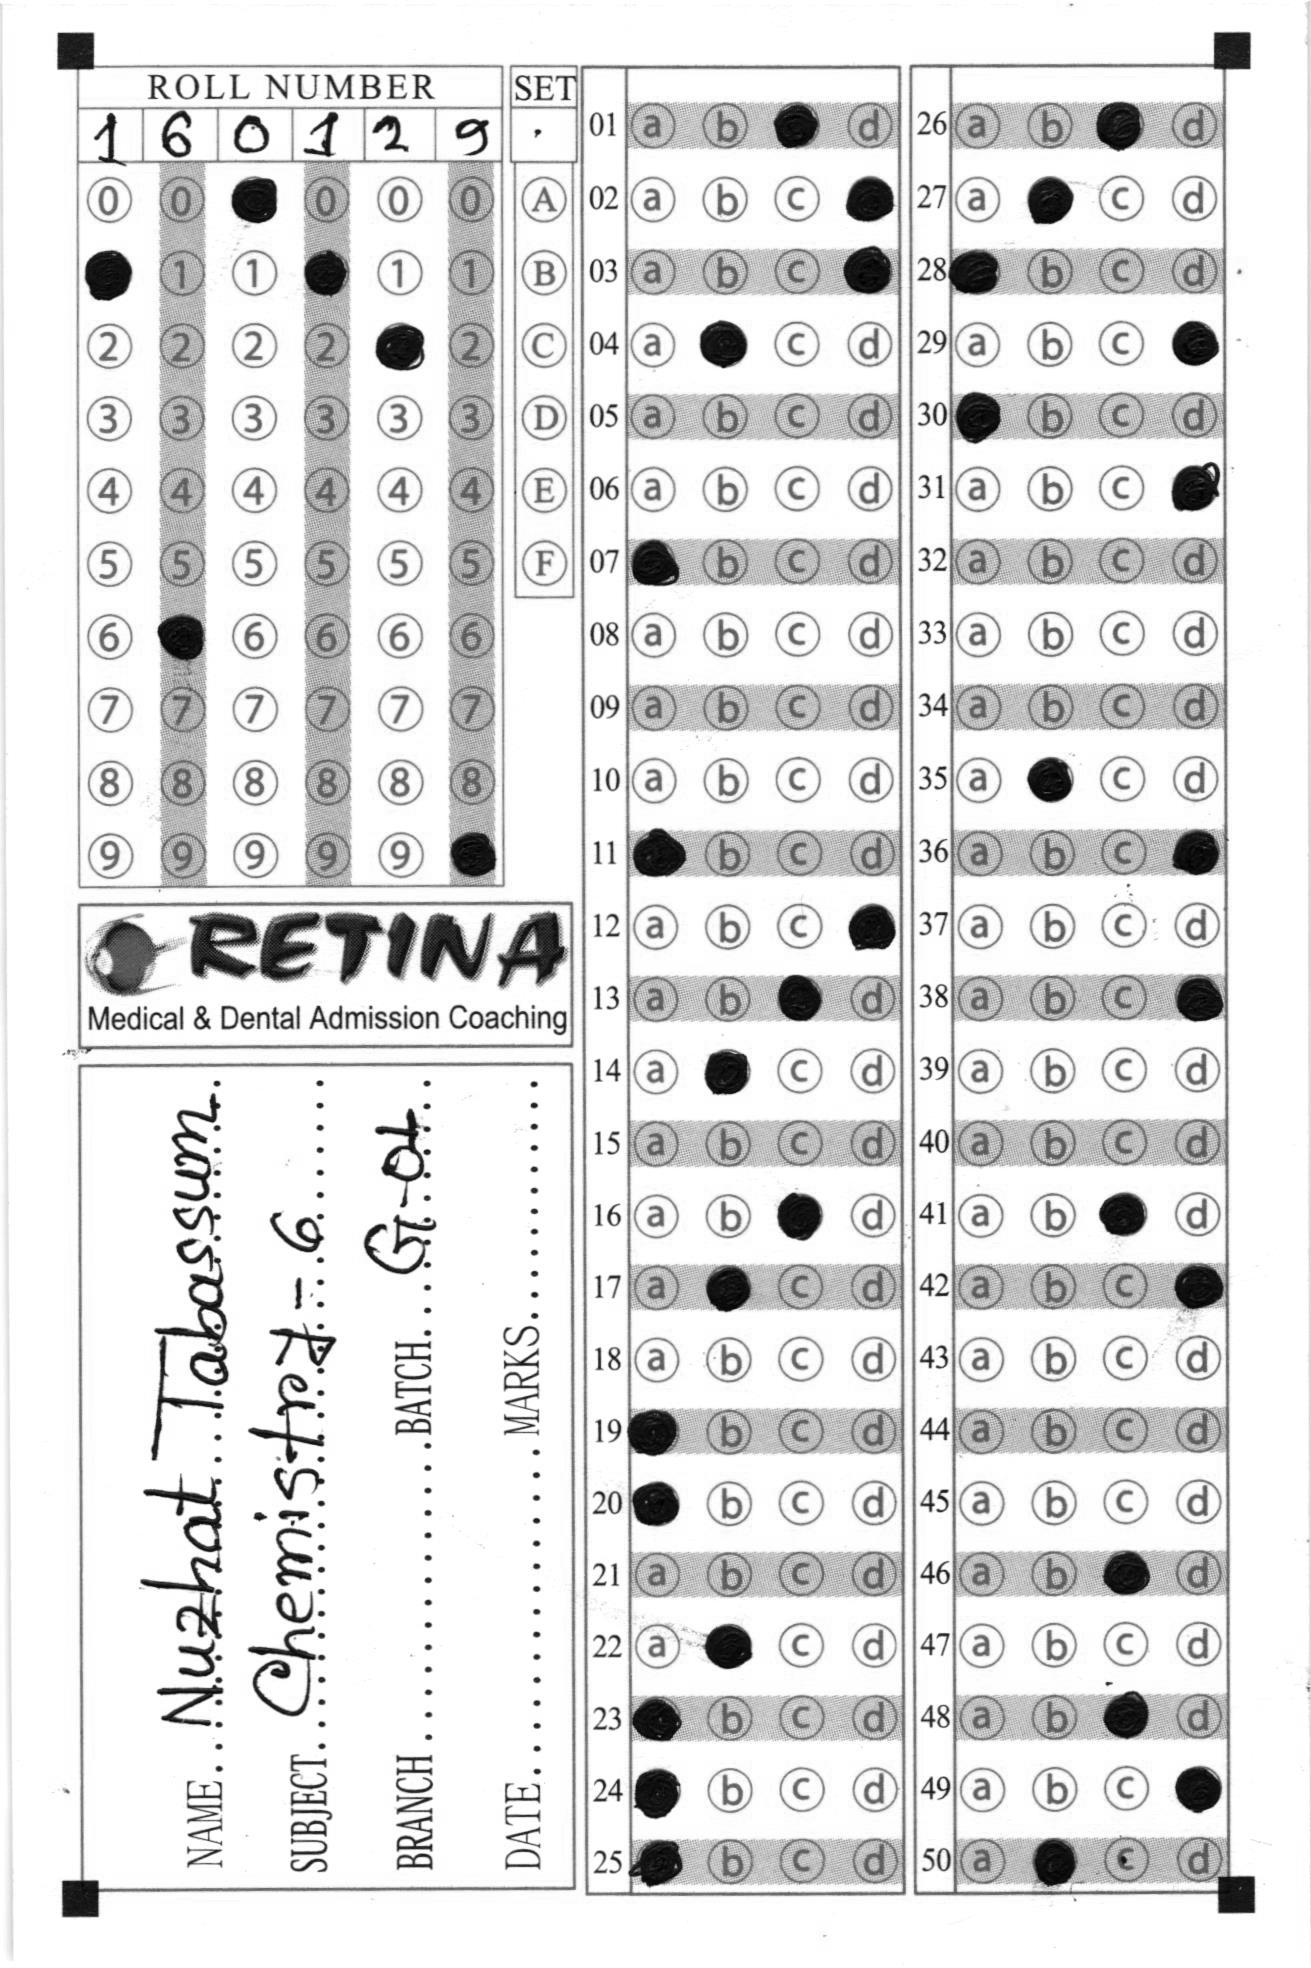 ROLL NUMBER SET
1 6 0 1 2 9 .
0 0 0 0 0 A
1 1 1 1 B
2 2 2 2 2 C
3 3 3 3 3 3 D
4 4 4 4 4 4 E
5 5 5 5 5 5 F
6 6 6 6 6
7 7 7 7 7 7
8 8 8 8 8 8
9 9 9 9 9
RETINA
Medical & Dental Admission Coaching
NAME Nuzhat Tabassum
SUBJECT Chemistry - 6
BRANCH BATCH
DATE MARKS
01 a b d
02 a b c
03 a b c
04 a c d
05 a b c d
06 a b c d
07 b c d
08 a b c d
09 a b c d
10 a b c d
11 b c d
12 a b c
13 a b d
14 a c d
15 a b c d
16 a b d
17 a c d
18 a b c d
19 b c d
20 b c d
21 a b c d
22 a c d
23 b c d
24 b c d
25 b c d
26 a b d
27 a c d
28 b c d
29 a b c
30 b c d
31 a b c
32 a b c d
33 a b c d
34 a b c d
35 a c d
36 a b c
37 a b c d
38 a b c
39 a b c d
40 a b c d
41 a b d
42 a b c
43 a b c d
44 a b c d
45 a b c d
46 a b d
47 a b c d
48 a b d
49 a b c
50 a c d